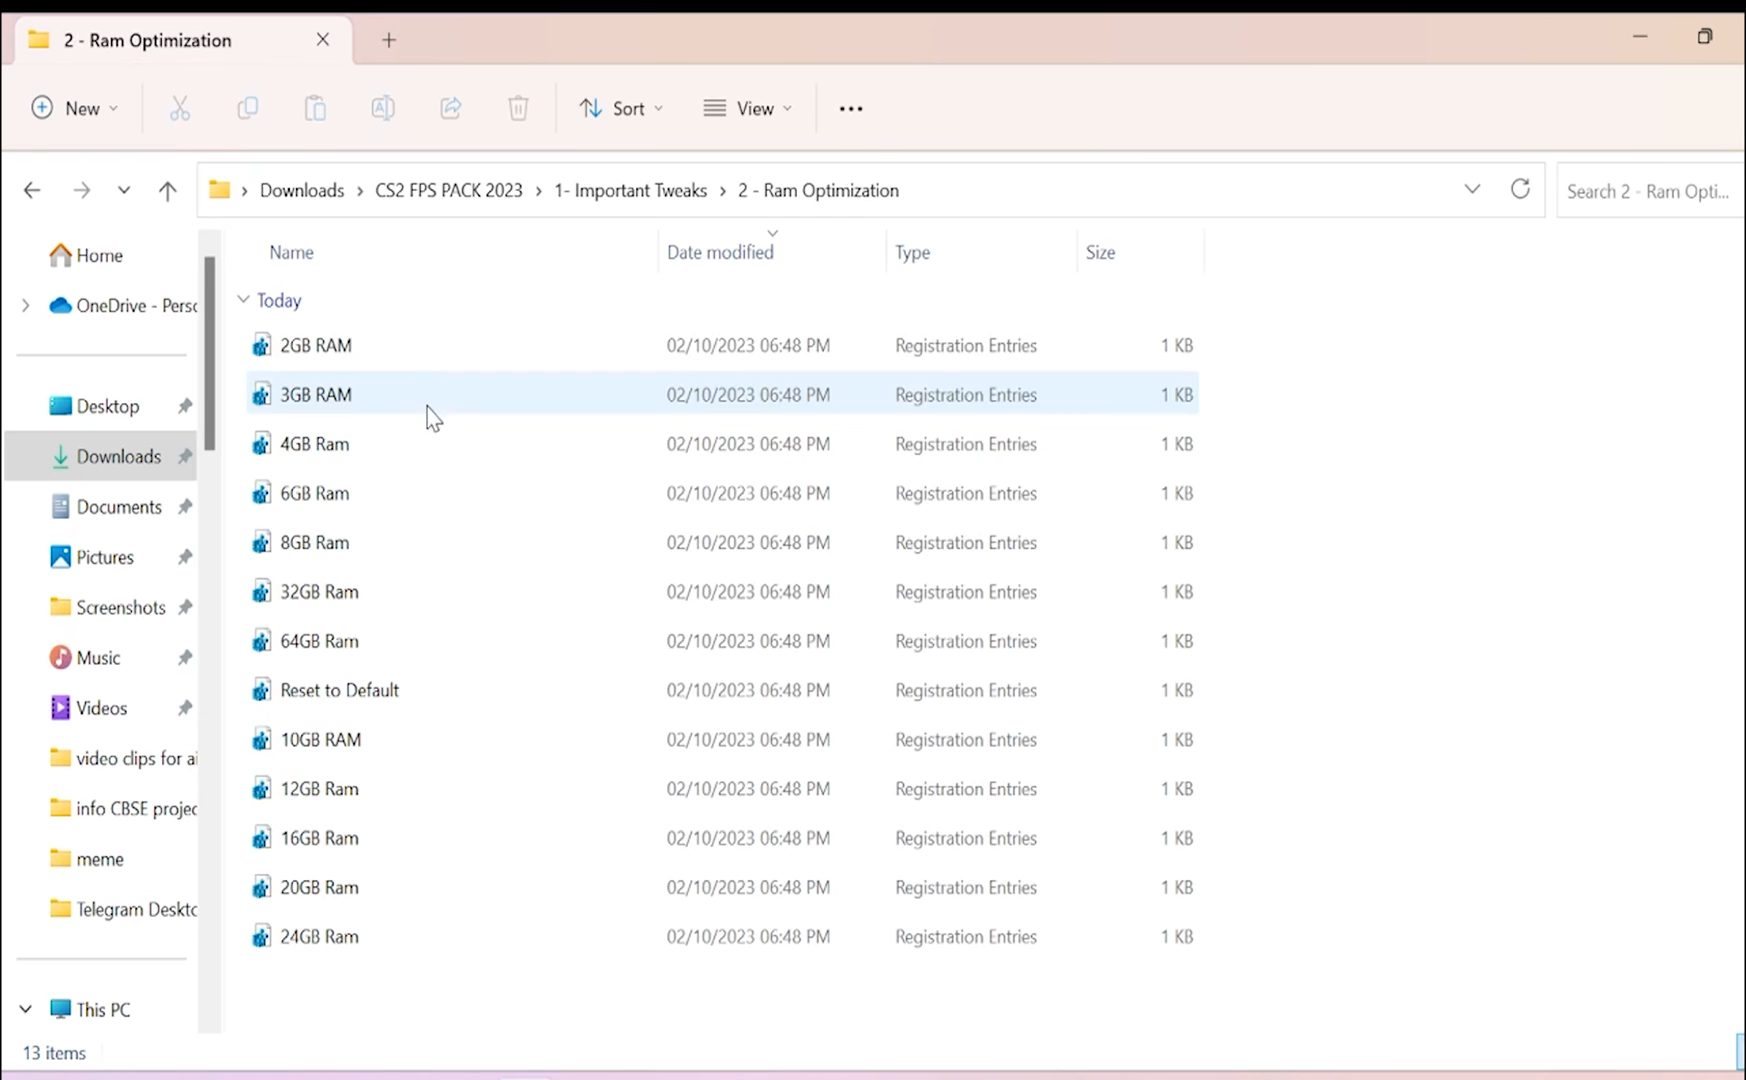 2 - Ram Optimization
New
Sort
View
Downloads > CS2 FPS PACK 2023 > 1- Important Tweaks > 2 - Ram Optimization
Search 2 - Ram Opti...
Name Date modified Type Size
Home
OneDrive - Perso
Desktop
Downloads
Documents
Pictures
Screenshots
Music
Videos
video clips for ai
info CBSE projec
meme
Telegram Deskto
This PC
Today
2GB RAM 02/10/2023 06:48 PM Registration Entries 1 KB
3GB RAM 02/10/2023 06:48 PM Registration Entries 1 KB
4GB Ram 02/10/2023 06:48 PM Registration Entries 1 KB
6GB Ram 02/10/2023 06:48 PM Registration Entries 1 KB
8GB Ram 02/10/2023 06:48 PM Registration Entries 1 KB
32GB Ram 02/10/2023 06:48 PM Registration Entries 1 KB
64GB Ram 02/10/2023 06:48 PM Registration Entries 1 KB
Reset to Default 02/10/2023 06:48 PM Registration Entries 1 KB
10GB RAM 02/10/2023 06:48 PM Registration Entries 1 KB
12GB Ram 02/10/2023 06:48 PM Registration Entries 1 KB
16GB Ram 02/10/2023 06:48 PM Registration Entries 1 KB
20GB Ram 02/10/2023 06:48 PM Registration Entries 1 KB
24GB Ram 02/10/2023 06:48 PM Registration Entries 1 KB
13 items